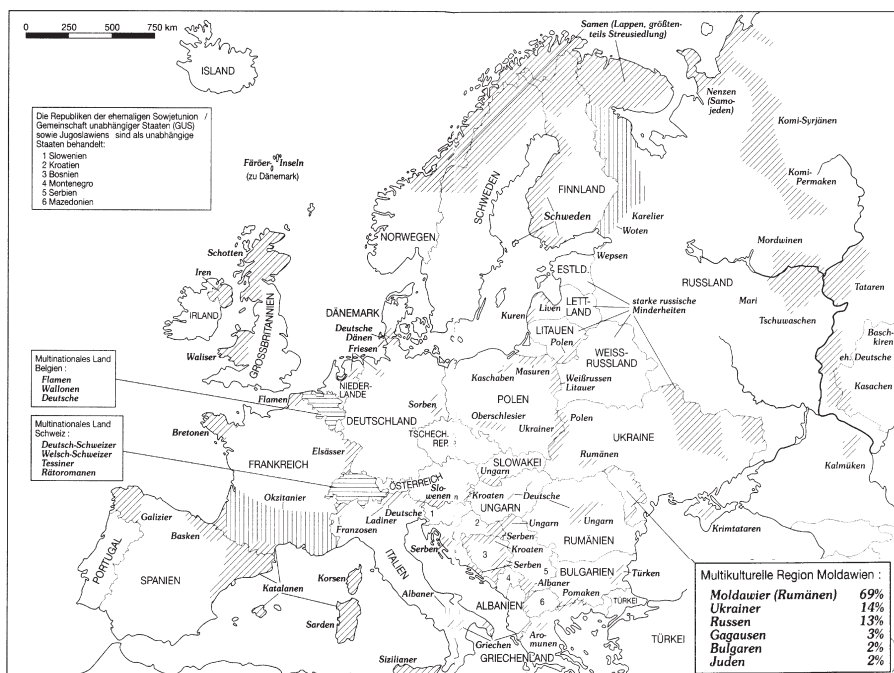 0 250 500 750 km
ISLAND
Samen (Lappen, größten-
teils Streusiedlung)
Nenzen
(Samo-
jeden)
Komi-Syrjänen
Komi-
Permaken
Die Republiken der ehemaligen Sowjetunion /
Gemeinschaft unabhängiger Staaten (GUS)
sowie Jugoslawiens sind als unabhängige
Staaten behandelt:
1 Slowenien
2 Kroatien
3 Bosnien
4 Montenegro
5 Serbien
6 Mazedonien
Färöer-Inseln
(zu Dänemark)
SCHWEDEN
FINNLAND
Schweden
NORWEGEN
Karelier
Woten
Wepsen
Mordwinen
Schotten
Iren
IRLAND
GROSSBRITANNIEN
Waliser
ESTLD.
RUSSLAND
Tataren
Mari
Tschuwaschen
Liven
LETT-
LAND
starke russische
Minderheiten
Kuren
LITAUEN
Polen
DÄNEMARK
Deutsche
Dänen
Friesen
Basch-
kiren
eh. Deutsche
Kasachen
WEISS-
RUSSLAND
Masuren
Kaschaben
Weißrussen
Litauer
POLEN
Multinationales Land
Belgien :
Flamen
Wallonen
Deutsche
NIEDER-
LANDE
Flamen
DEUTSCHLAND
Sorben
Oberschlesier
Ukrainer
Polen
UKRAINE
Rumänen
Kalmüken
Multinationales Land
Schweiz :
Deutsch-Schweizer
Welsch-Schweizer
Tessiner
Rätoromanen
Bretonen
Elsässer
FRANKREICH
TSCHECH.
REP.
SLOWAKEI
Ungarn
ÖSTERREICH
Slo-
wenen
n
Kroaten
Deutsche
UNGARN
Okzitanier
Deutsche
Ladiner
Franzosen
1
2
Ungarn
Ungarn
Serben
Kroaten
RUMÄNIEN
Krimtataren
Galizier
Basken
PORTUGAL
SPANIEN
Katalanen
Korsen
Sarden
ITALIEN
Serben
3
Serben
4
5
Albaner
BULGARIEN
Pomaken
Türken
TÜRKEI
6
Albaner
ALBANIEN
Aro-
munen
Griechen
GRIECHENLAND
TÜRKEI
Sizilianer
Multikulturelle Region Moldawien :
Moldawier (Rumänen) 69%
Ukrainer 14%
Russen 13%
Gagausen 3%
Bulgaren 2%
Juden 2%